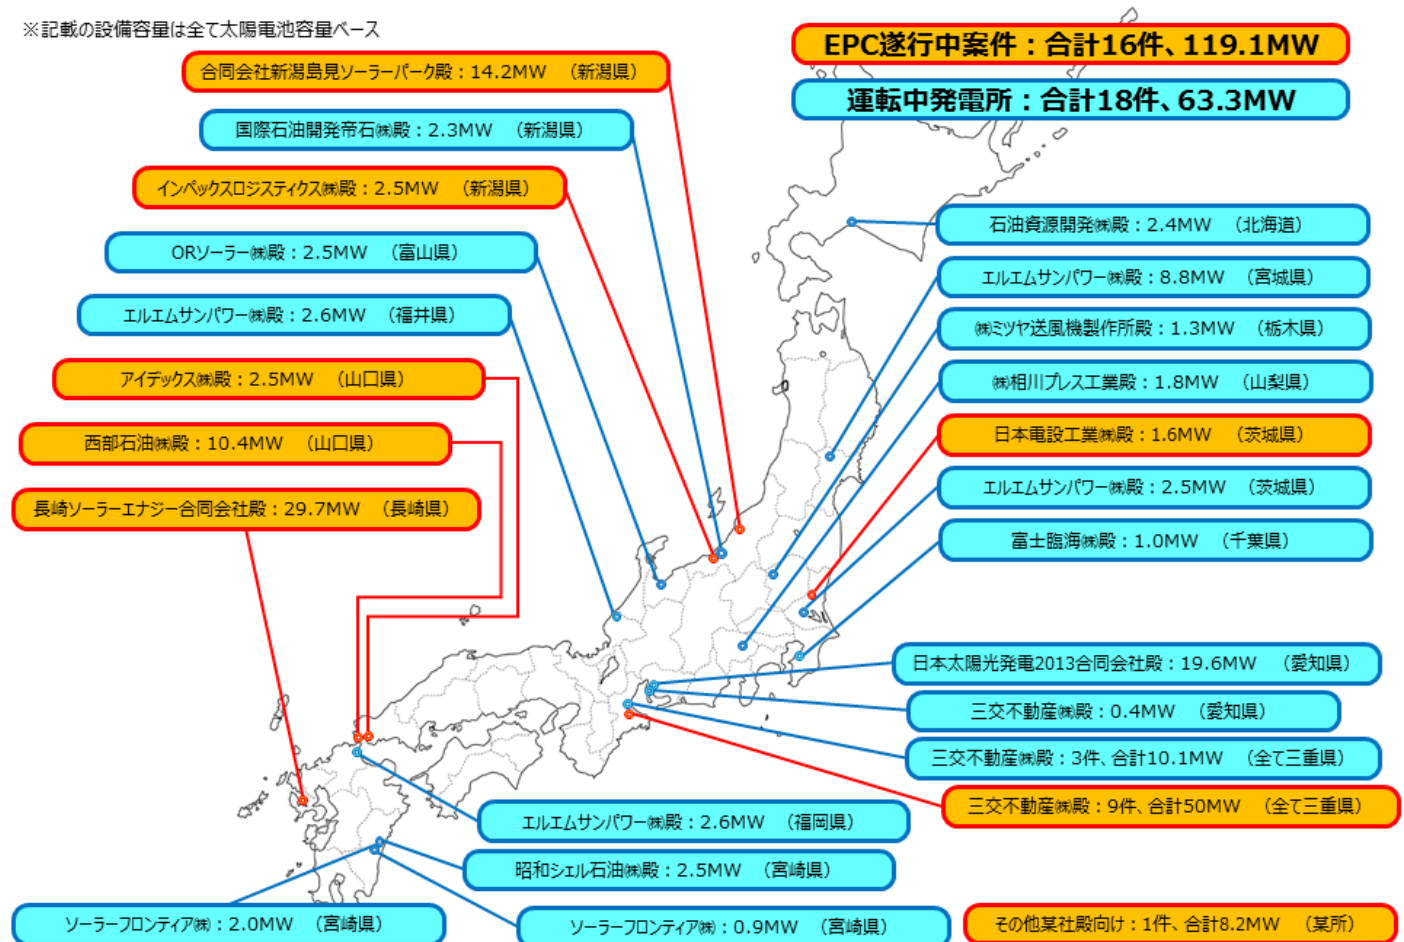 ※記載の設備容量は全て太陽電池容量ベース
EPC遂行中案件：合計16件、119.1MW
運転中発電所：合計18件、63.3MW
合同会社新潟島見ソーラーパーク殿：14.2MW （新潟県）
国際石油開発帝石㈱殿：2.3MW （新潟県）
インペックスロジスティクス㈱殿：2.5MW （新潟県）
ORソーラー㈱殿：2.5MW （富山県）
エルエムサンパワー㈱殿：2.6MW （福井県）
アイデックス㈱殿：2.5MW （山口県）
西部石油㈱殿：10.4MW （山口県）
長崎ソーラーエナジー合同会社殿：29.7MW （長崎県）
石油資源開発㈱殿：2.4MW （北海道）
エルエムサンパワー㈱殿：8.8MW （宮城県）
㈱ミツヤ送風機製作所殿：1.3MW （栃木県）
㈱相川プレス工業殿：1.8MW （山梨県）
日本電設工業㈱殿：1.6MW （茨城県）
エルエムサンパワー㈱殿：2.5MW （茨城県）
富士臨海㈱殿：1.0MW （千葉県）
日本太陽光発電2013合同会社殿：19.6MW （愛知県）
三交不動産㈱殿：0.4MW （愛知県）
三交不動産㈱殿：3件、合計10.1MW （全て三重県）
三交不動産㈱殿：9件、合計50MW （全て三重県）
エルエムサンパワー㈱殿：2.6MW （福岡県）
昭和シェル石油㈱殿：2.5MW （宮崎県）
ソーラーフロンティア㈱：2.0MW （宮崎県）
ソーラーフロンティア㈱：0.9MW （宮崎県）
その他某社殿向け：1件、合計8.2MW （某所）